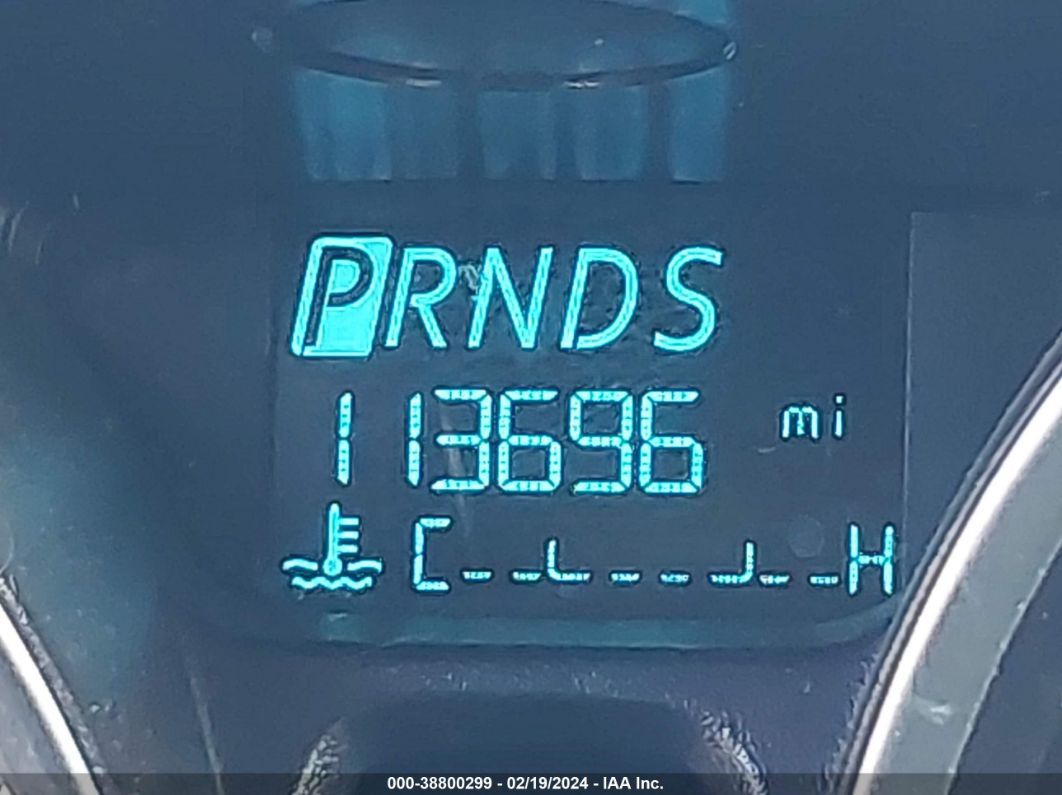 PRNDS
113696 mi
C H
000-38800299 - 02/19/2024 - IAA Inc.